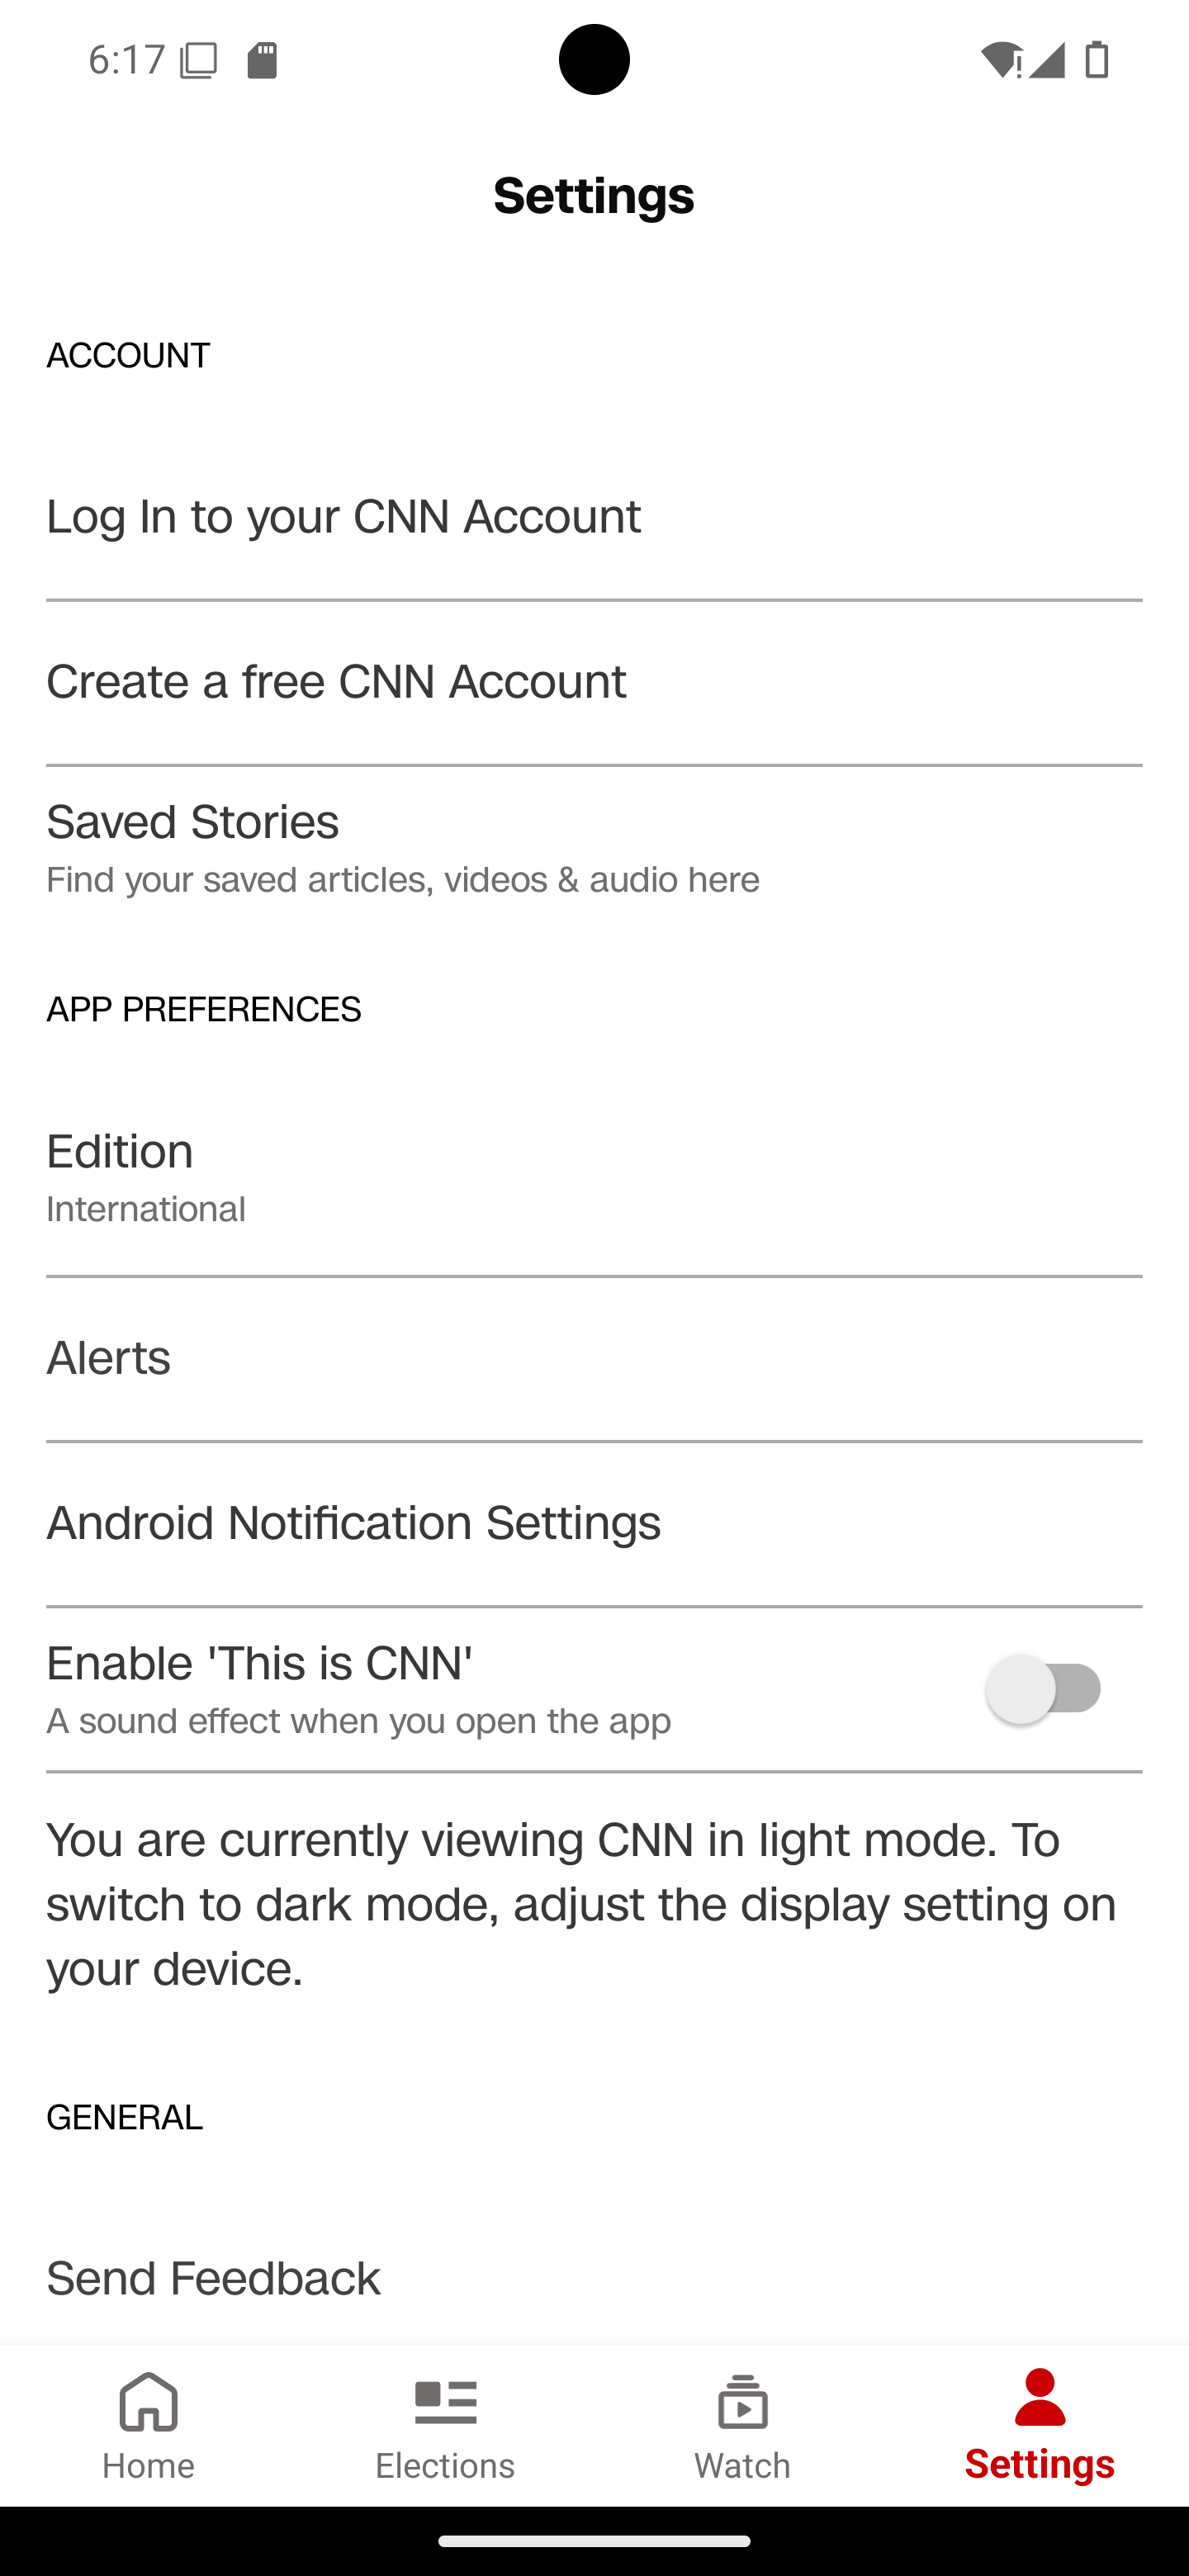 6:17
Settings
ACCOUNT
Log In to your CNN Account
Create a free CNN Account
Saved Stories
Find your saved articles, videos & audio here
APP PREFERENCES
Edition
International
Alerts
Android Notification Settings
Enable 'This is CNN'
A sound effect when you open the app
You are currently viewing CNN in light mode. To
switch to dark mode, adjust the display setting on
your device.
GENERAL
Send Feedback
Home
Elections
Watch
Settings